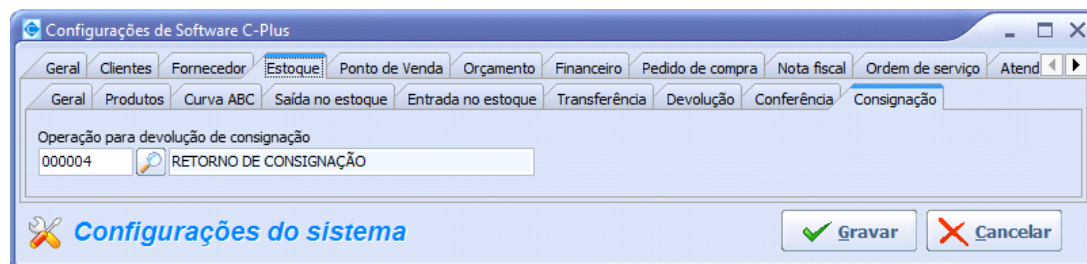 Configurações de Software C-Plus
Geral Clientes Fornecedor Estoque Ponto de Venda Orçamento Financeiro Pedido de compra Nota fiscal Ordem de serviço Atend
Geral Produtos Curva ABC Saída no estoque Entrada no estoque Transferência Devolução Conferência Consignação
Operação para devolução de consignação
000004 RETORNO DE CONSIGNAÇÃO
Configurações do sistema Gravar Cancelar